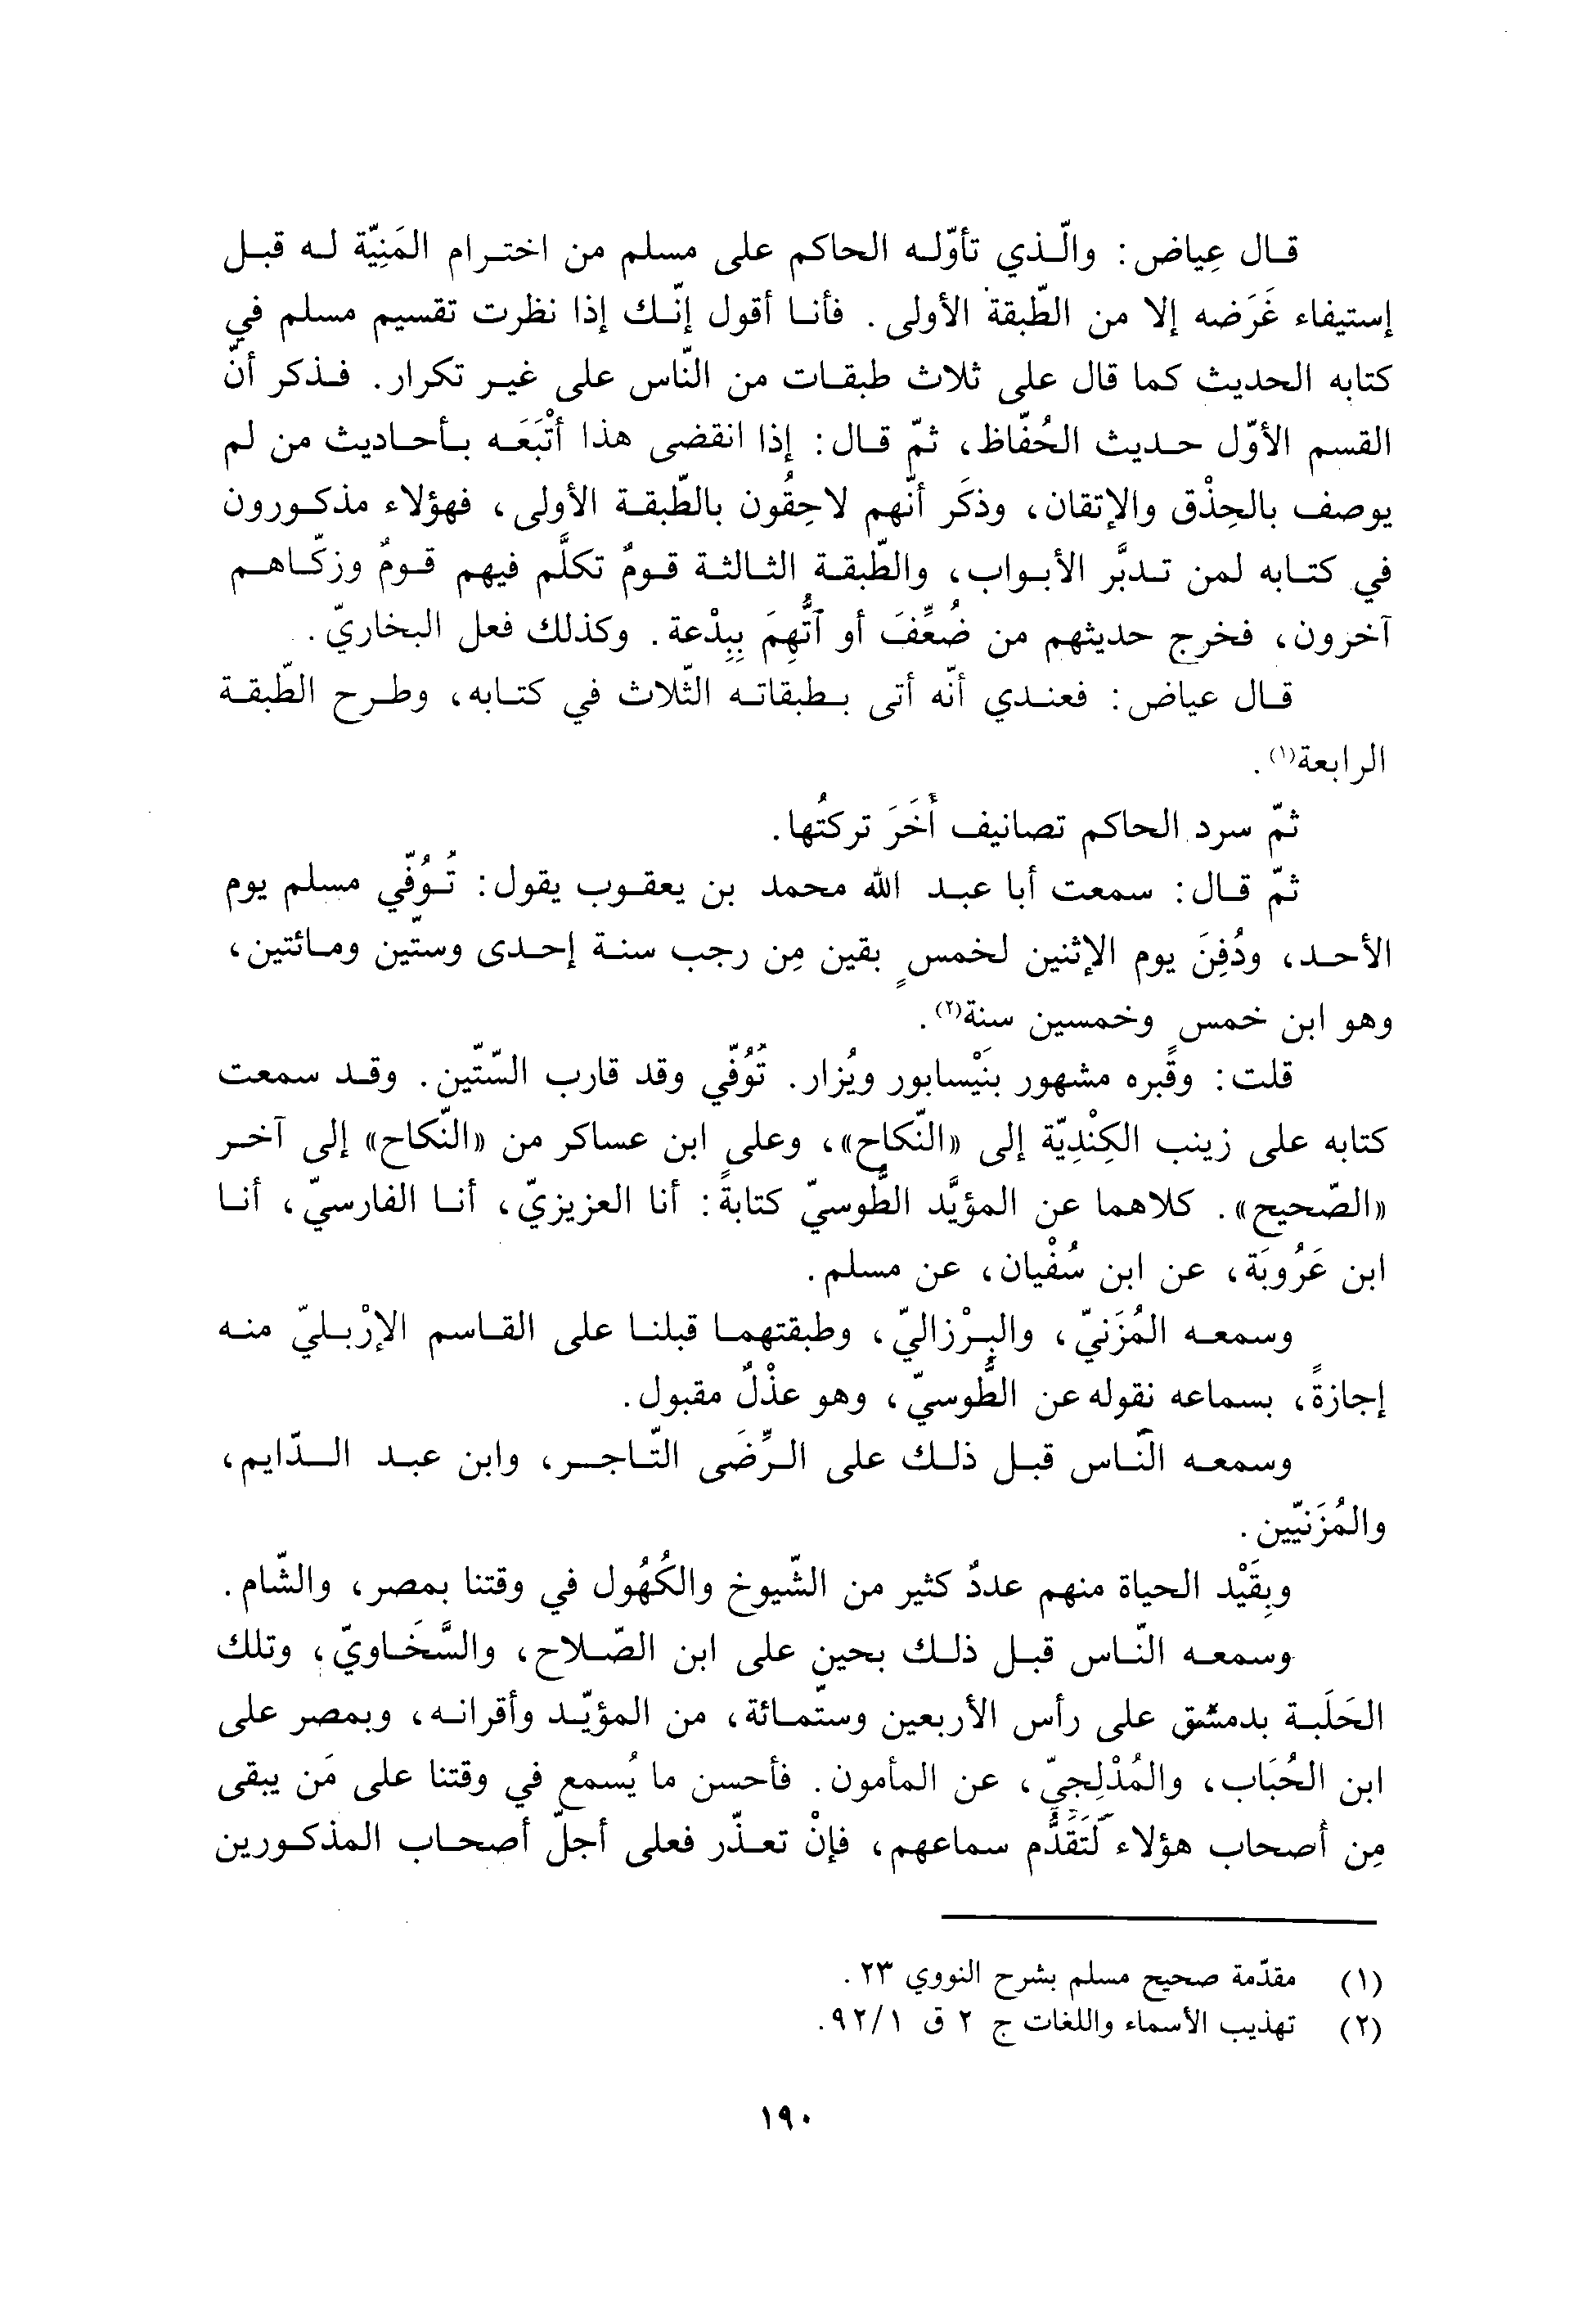 قال عِياض: والّذي تأوّله الحاكم على مسلم من اخترام المَنِيّة له قبل
إستيفاء غَرَضه إلا من الطّبقة الأولى. فأنا أقول إنّك إذا نظرت تقسيم مسلم في
كتابه الحديث كما قال على ثلاث طبقات من النّاس على غير تكرار. فذكر أنّ
القسم الأوّل حديث الحُفّاظ، ثمّ قال: إذا انقضى هذا أتْبَعَه بأحاديث من لم
يوصف بالحِذْق والإتقان، وذكَر أنّهم لاحِقُون بالطّبقة الأولى، فهؤلاء مذكورون
في كتابه لمن تدبَّر الأبواب، والطّبقة الثالثة قومٌ تكلَّم فيهم قومٌ وزكّاهم
آخرون، فخرج حديثهم من ضُعِّفَ أو ٱتُّهِمَ بِبِدْعة. وكذلك فعل البخاريّ.
قال عياض: فعندي أنّه أتى بطبقاته الثّلاث في كتابه، وطرح الطّبقة
الرابعة(١).
ثمّ سرد الحاكم تصانيف أُخَرَ تركتُها.
ثمّ قال: سمعت أبا عبد الله محمد بن يعقوب يقول: تُوُفّي مسلم يوم
الأحد، ودُفِنَ يوم الإثنين لخمسٍ بقين مِن رجب سنة إحدى وستّين ومائتين،
وهو ابن خمسٍ وخمسين سنة(٢).
قلت: وقبره مشهور بنَيْسابور ويُزار. تُوُفّي وقد قارب السّتّين. وقد سمعت
كتابه على زينب الكِنْدِيّة إلى «النّكاح»، وعلى ابن عساكر من «النّكاح» إلى آخر
«الصّحيح». كلاهما عن المؤيَّد الطُّوسيّ كتابةً: أنا العزيزيّ، أنا الفارسيّ، أنا
ابن عَرُوبَة، عن ابن سُفْيان، عن مسلم.
وسمعه المُزَنيّ، والبِرْزاليّ، وطبقتهما قبلنا على القاسم الإرْبليّ منه
إجازةً، بسماعه نقوله عن الطُّوسيّ، وهو عذْلٌ مقبول.
وسمعه النّاس قبل ذلك على الرِّضَى التّاجر، وابن عبد الدّايم،
والمُزَنيّين.
وبِقَيْد الحياة منهم عددٌ كثير من الشّيوخ والكُهُول في وقتنا بمصر، والشّام.
وسمعه النّاس قبل ذلك بحين على ابن الصّلاح، والسَّخَاويّ، وتلك
الحَلَبة بدمشق على رأس الأربعين وستّمائة، من المؤيّد وأقرانه، وبمصر على
ابن الحُبَاب، والمُذْلِجيّ، عن المأمون. فأحسن ما يُسمع في وقتنا على مَن يبقى
مِن أصحاب هؤلاء لَتَقَدُّم سماعهم، فإنْ تعذّر فعلى أجلّ أصحاب المذكورين
(١) مقدّمة صحيح مسلم بشرح النووي ٢٣.
(٢) تهذيب الأسماء واللغات ج ٢ ق ٩٢/١.
١٩٠